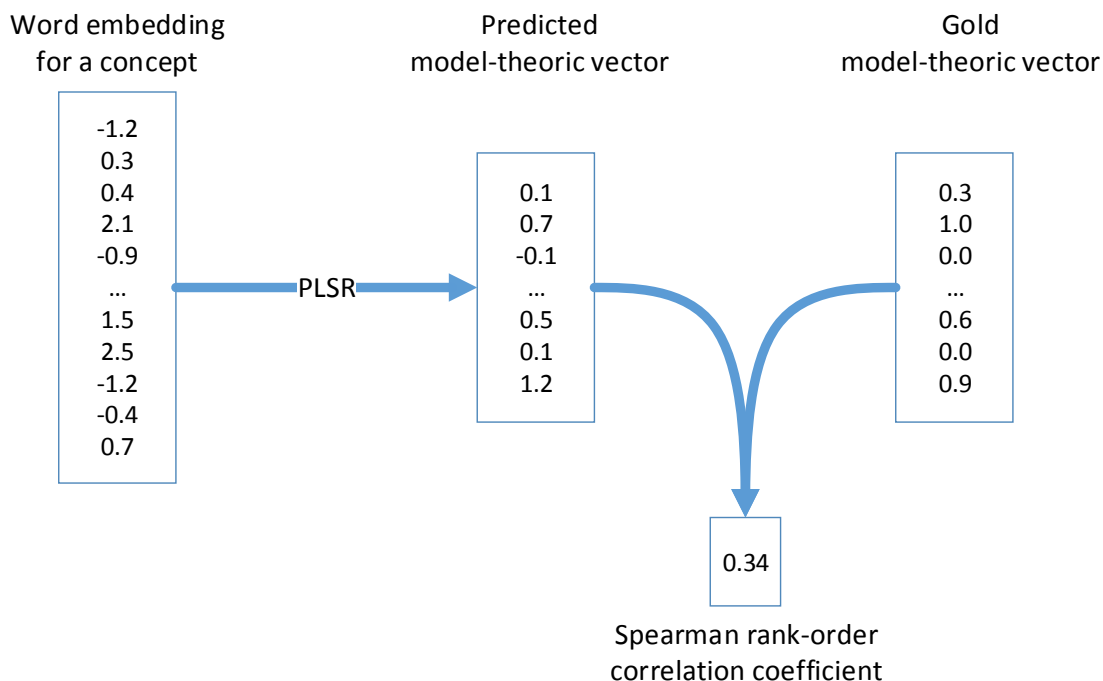 Word embedding
for a concept
Predicted
model-theoric vector
Gold
model-theoric vector
-1.2
0.3
0.4
2.1
-0.9
...
1.5
2.5
-1.2
-0.4
0.7
PLSR
0.1
0.7
-0.1
...
0.5
0.1
1.2
0.3
1.0
0.0
...
0.6
0.0
0.9
0.34
Spearman rank-order
correlation coefficient